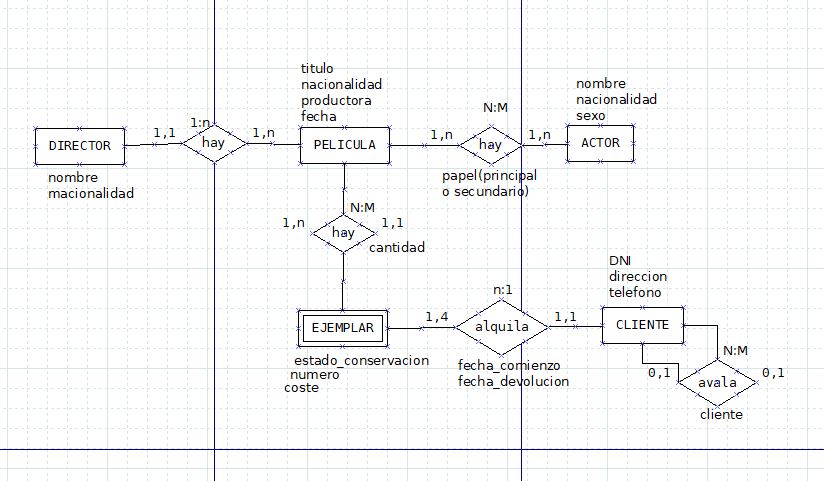 titulo
nacionalidad
productora
fecha
nombre
nacionalidad
sexo
1:n
N:M
DIRECTOR
1,1
hay
1,n
PELICULA
1,n
hay
1,n
ACTOR
nombre
macionalidad
papel(principal
o secundario)
N:M
1,n
hay
1,1
cantidad
DNI
direccion
telefono
n:1
EJEMPLAR
1,4
alquila
1,1
CLIENTE
estado_conservacion
numero
coste
fecha_comienzo
fecha_devolucion
N:M
0,1
avala
0,1
cliente